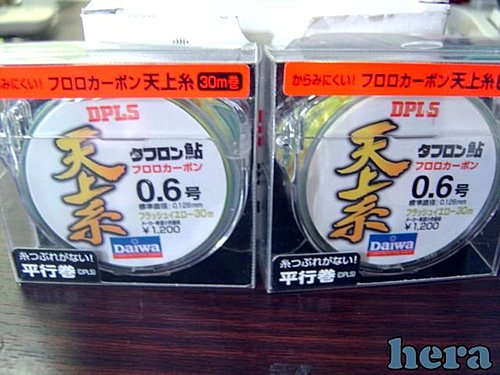 らみにくい! フロロカーボン 天上糸 30m巻
DPLS
天上糸
タフロン鮎
フロロカーボン
0.6号
標準直径:0.128mm
フラッシュイエロー30m
¥1,200
Daiwa
糸つぶれがない!
平行巻(DPLS)
からみにくい! フロロカーボン 天上糸
DPLS
天上糸
タフロン鮎
フロロカーボン
0.6号
標準直径:0.128mm
フラッシュイエロー30m
¥1,200
Daiwa
糸つぶれがない!
平行巻(DPLS)
hera